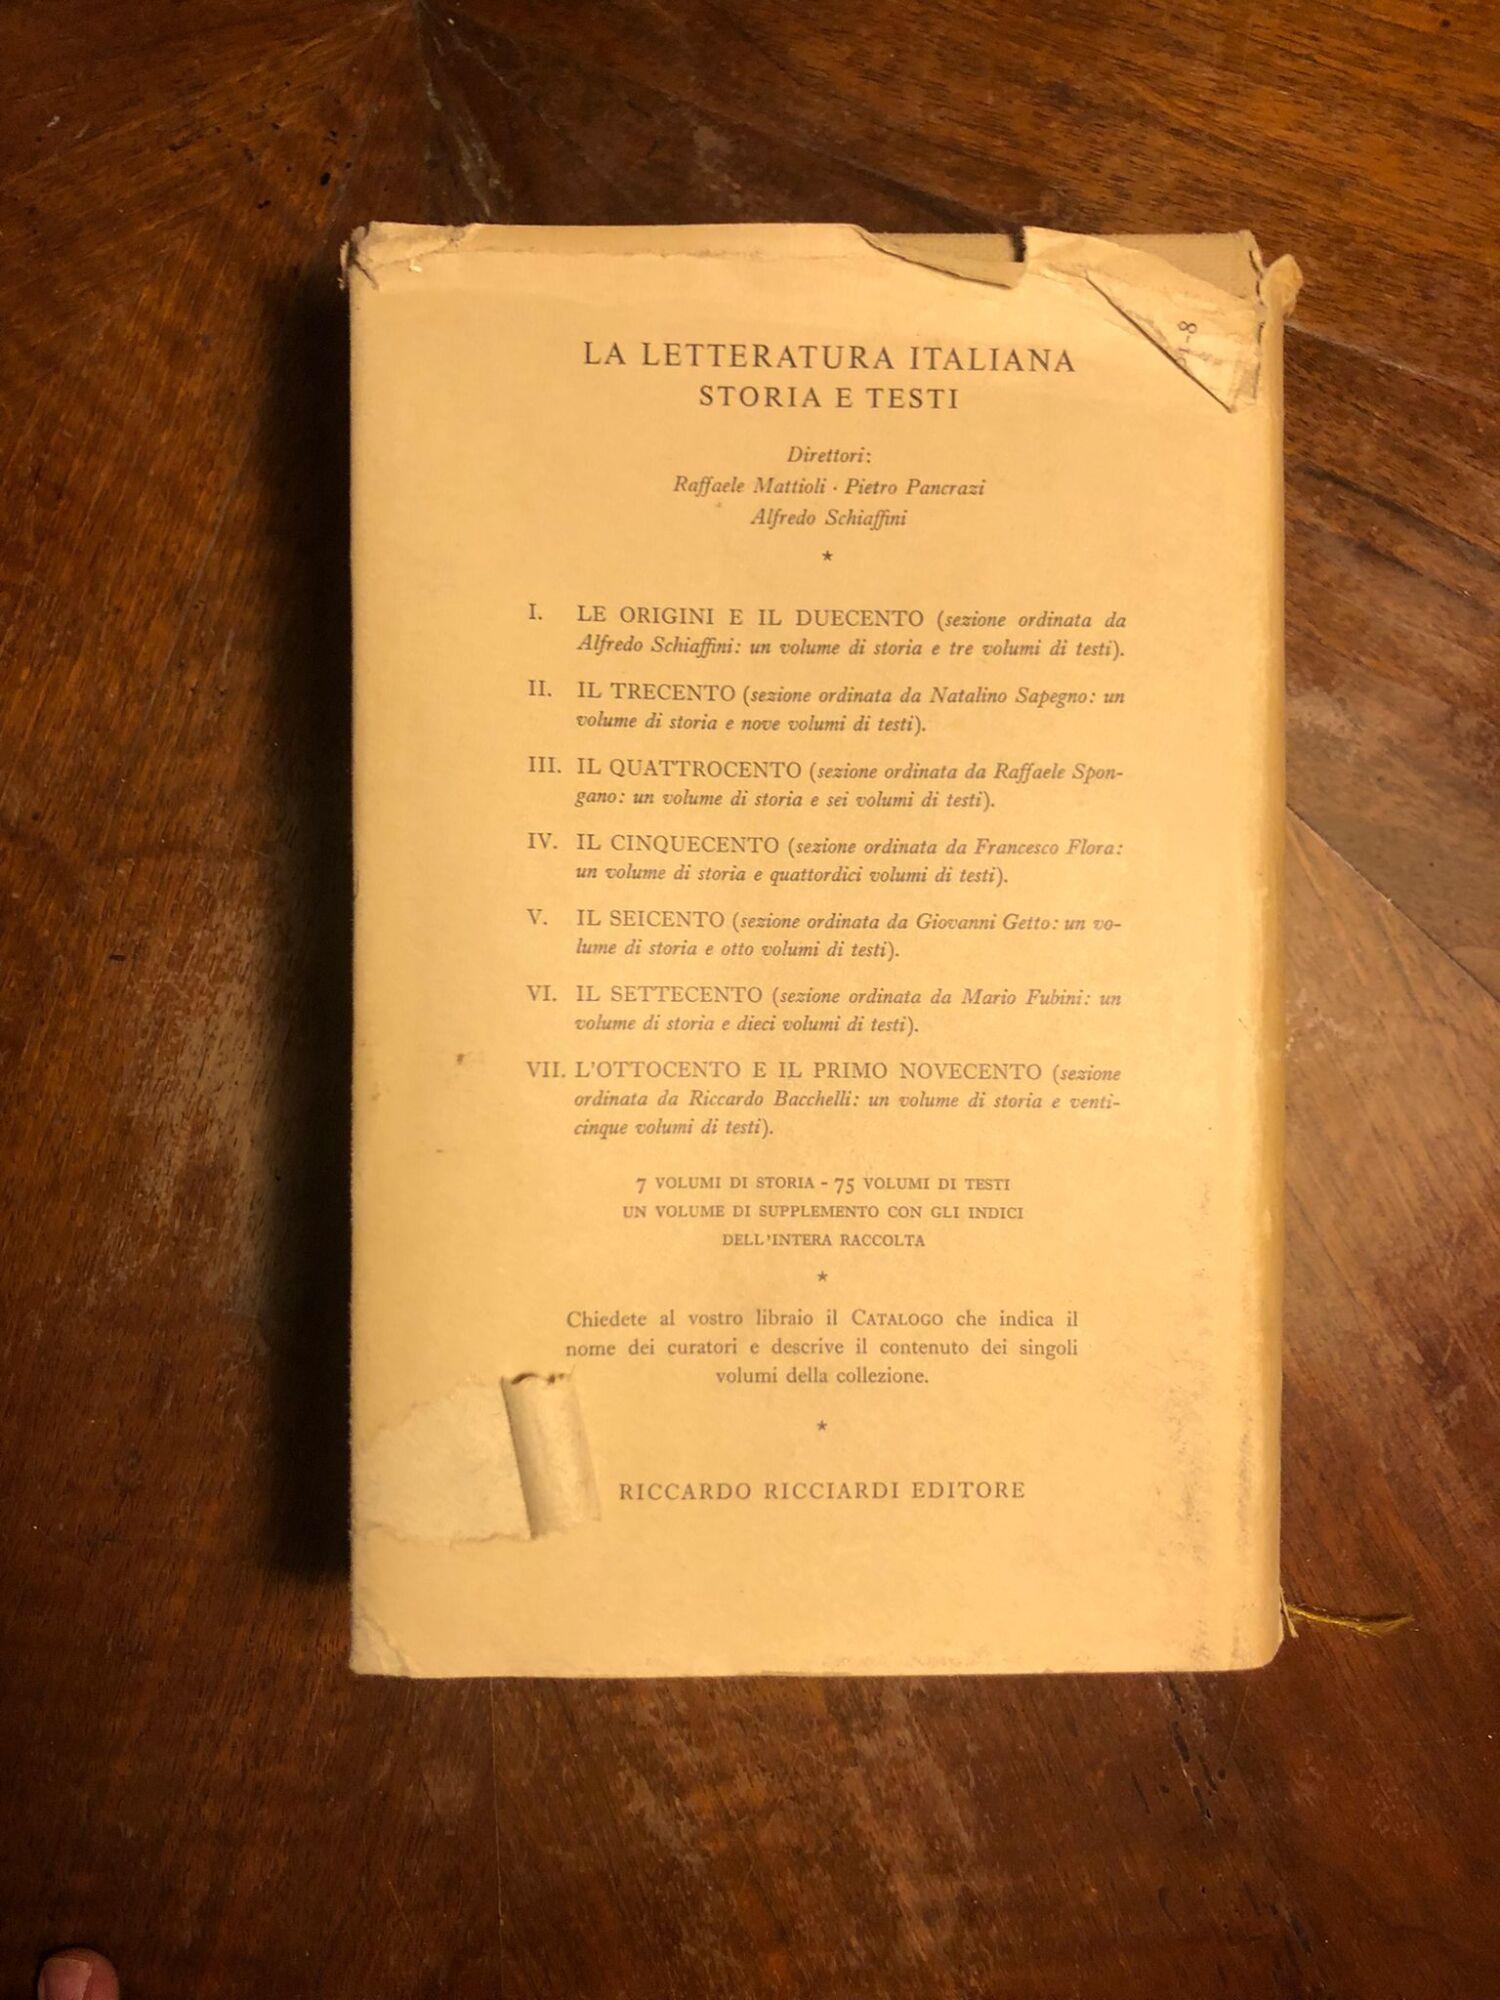 LA LETTERATURA ITALIANA
STORIA E TESTI
Direttori:
Raffaele Mattioli · Pietro Pancrazi
Alfredo Schiaffini
*
I. LE ORIGINI E IL DUECENTO (sezione ordinata da
Alfredo Schiaffini: un volume di storia e tre volumi di testi).
II. IL TRECENTO (sezione ordinata da Natalino Sapegno: un
volume di storia e nove volumi di testi).
III. IL QUATTROCENTO (sezione ordinata da Raffaele Spon-
gano: un volume di storia e sei volumi di testi).
IV. IL CINQUECENTO (sezione ordinata da Francesco Flora:
un volume di storia e quattordici volumi di testi).
V. IL SEICENTO (sezione ordinata da Giovanni Getto: un vo-
lume di storia e otto volumi di testi).
VI. IL SETTECENTO (sezione ordinata da Mario Fubini: un
volume di storia e dieci volumi di testi).
VII. L'OTTOCENTO E IL PRIMO NOVECENTO (sezione
ordinata da Riccardo Bacchelli: un volume di storia e venti-
cinque volumi di testi).
7 VOLUMI DI STORIA - 75 VOLUMI DI TESTI
UN VOLUME DI SUPPLEMENTO CON GLI INDICI
DELL'INTERA RACCOLTA
*
Chiedete al vostro libraio il CATALOGO che indica il
nome dei curatori e descrive il contenuto dei singoli
volumi della collezione.
*
RICCARDO RICCIARDI EDITORE